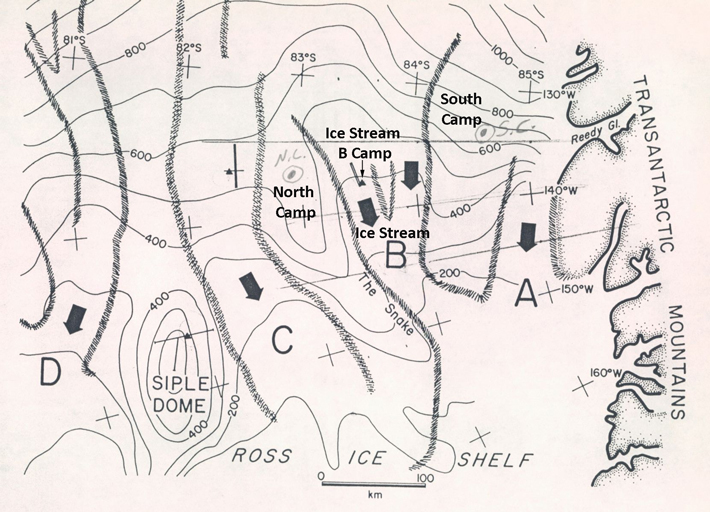 81°S
82°S
83°S
84°S
85°S
800
1000
130°W
TRANSANTARCTIC
South
Camp
800
S.C.
Reedy Gl.
Ice Stream
B Camp
600
600
N.C.
North
Camp
140°W
400
400
Ice Stream
B
200
A
150°W
The Snake
MOUNTAINS
400
C
D
SIPLE
DOME
160°W
200
400
ROSS ICE SHELF
0 100
km